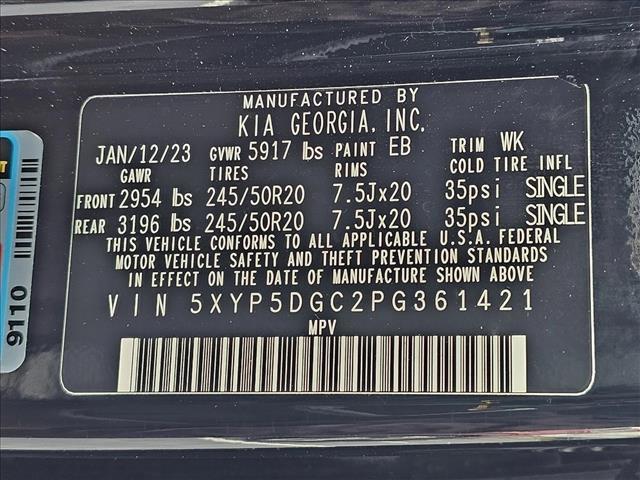 MANUFACTURED BY
KIA GEORGIA, INC.
JAN/12/23 GVWR 5917 lbs PAINT EB TRIM WK
GAWR TIRES RIMS COLD TIRE INFL
FRONT 2954 lbs 245/50R20 7.5Jx20 35psi SINGLE
REAR 3196 lbs 245/50R20 7.5Jx20 35psi SINGLE
THIS VEHICLE CONFORMS TO ALL APPLICABLE U.S.A. FEDERAL
MOTOR VEHICLE SAFETY AND THEFT PREVENTION STANDARDS
IN EFFECT ON THE DATE OF MANUFACTURE SHOWN ABOVE
VIN 5XYP5DGC2PG361421
MPV
9110